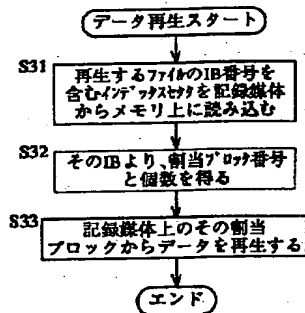 データ再生スタート
S31
再生するファイルのIB番号を
含むインデックスセクタを記録媒体
からメモリ上に読み込む
S32
そのIBより、割当ブロック番号
と個数を得る
S33
記録媒体上のその割当
ブロックからデータを再生する
エンド